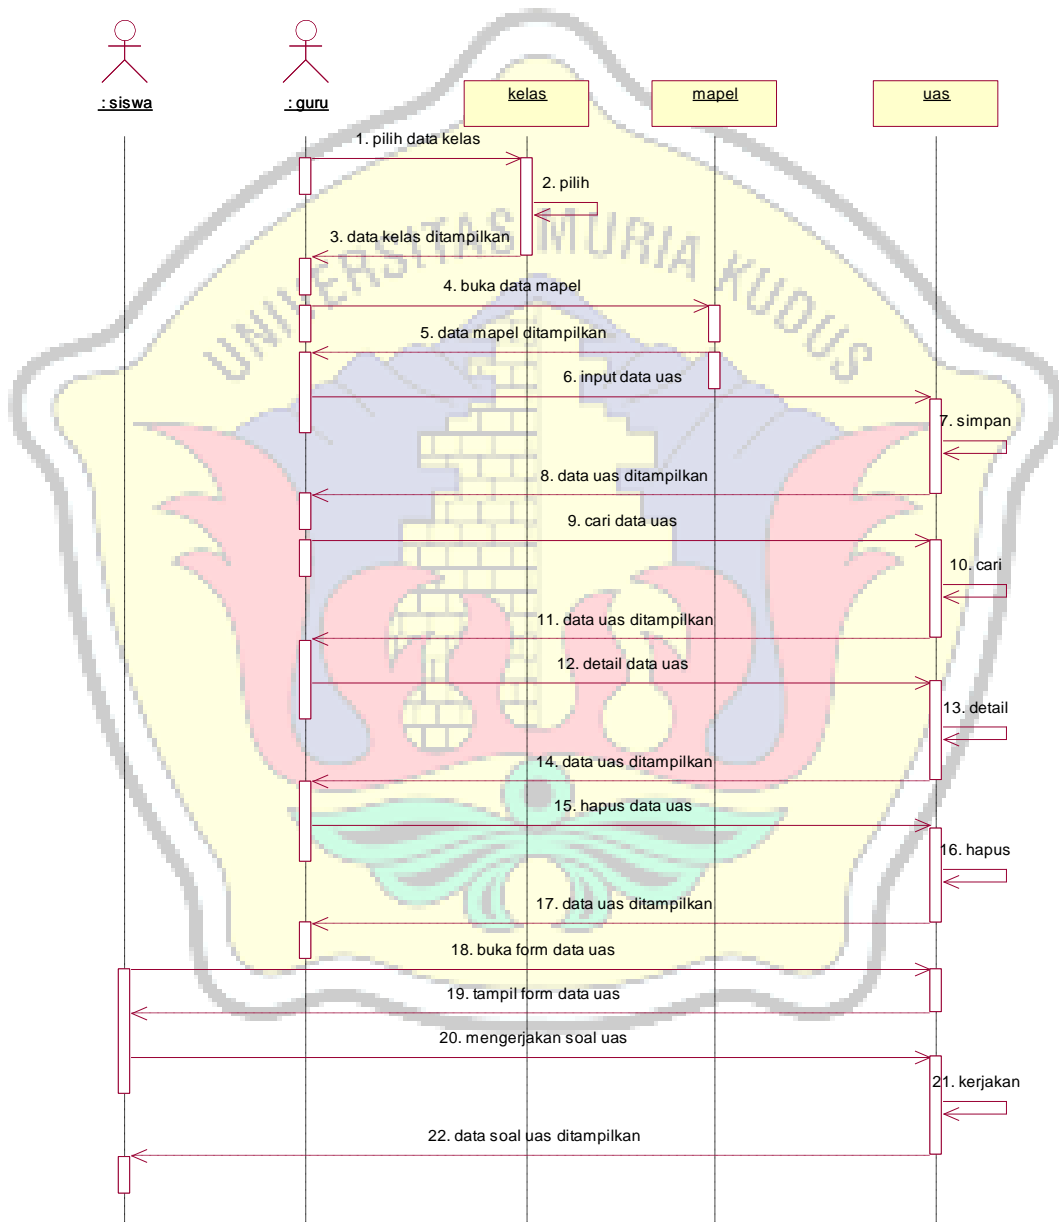 : siswa
: guru
kelas
mapel
uas
1. pilih data kelas
2. pilih
3. data kelas ditampilkan
4. buka data mapel
5. data mapel ditampilkan
6. input data uas
7. simpan
8. data uas ditampilkan
9. cari data uas
10. cari
11. data uas ditampilkan
12. detail data uas
13. detail
14. data uas ditampilkan
15. hapus data uas
16. hapus
17. data uas ditampilkan
18. buka form data uas
19. tampil form data uas
20. mengerjakan soal uas
21. kerjakan
22. data soal uas ditampilkan
UNIVERSITAS MURIA KUDUS